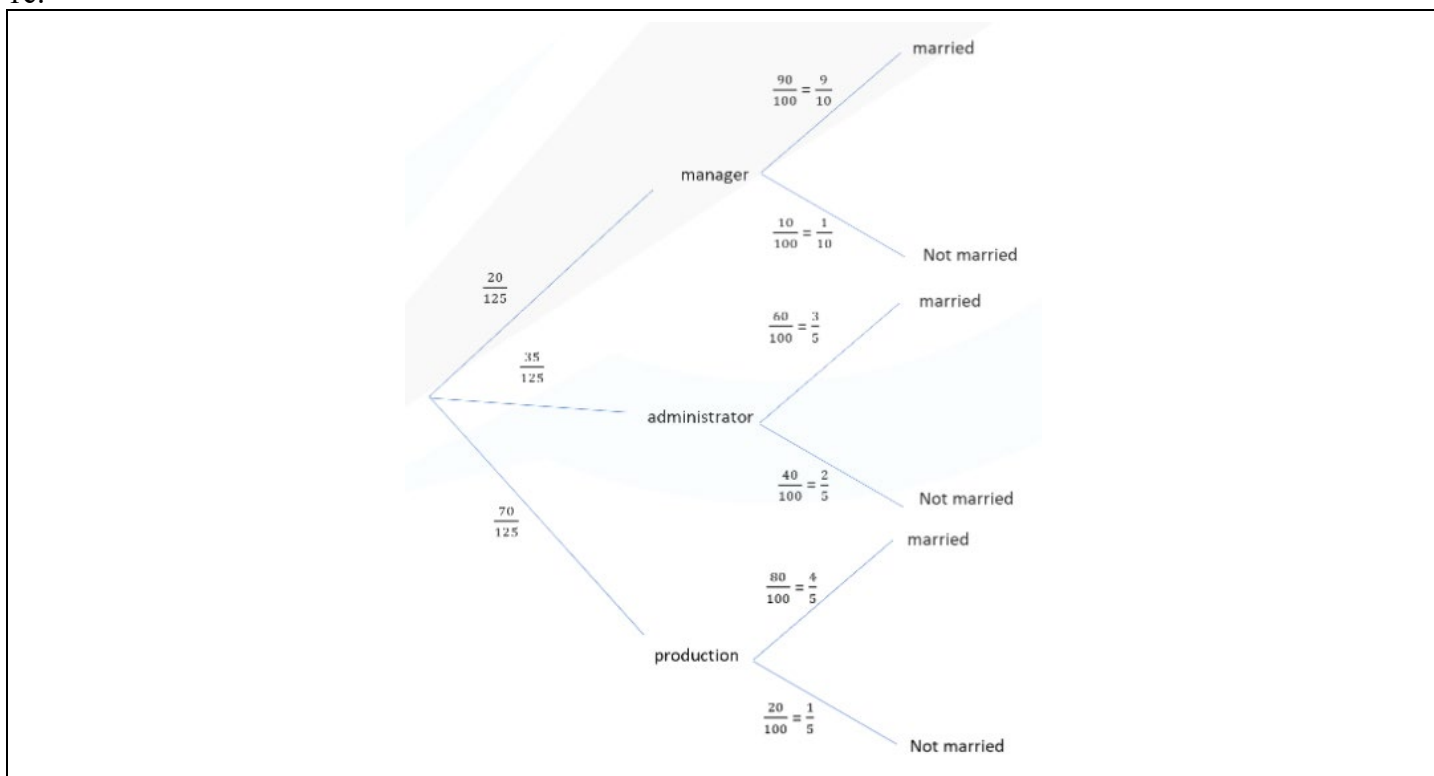 married
90/100 = 9/10
manager
10/100 = 1/10
Not married
20/125
married
60/100 = 3/5
35/125
administrator
40/100 = 2/5
Not married
70/125
married
80/100 = 4/5
production
20/100 = 1/5
Not married